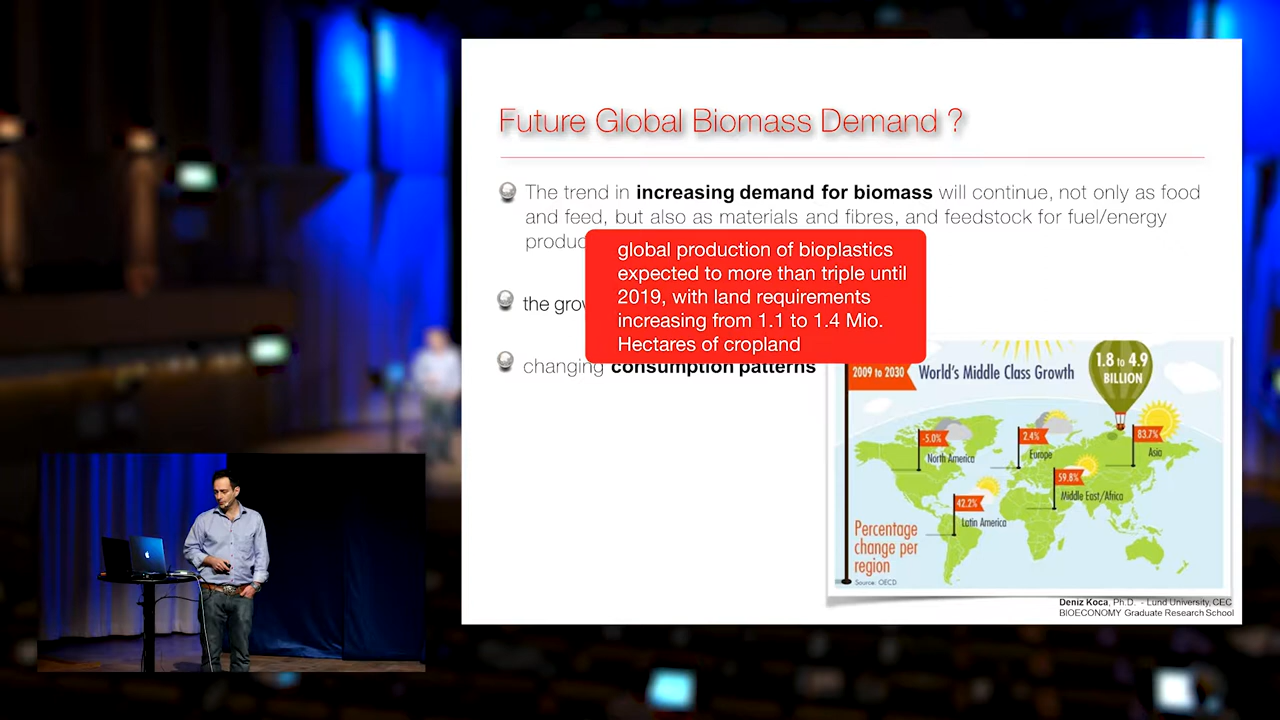 Future Global Biomass Demand ?
The trend in increasing demand for biomass will continue, not only as food
and feed, but also as materials and fibres, and feedstock for fuel/energy
global production of bioplastics
expected to more than triple until
2019, with land requirements
increasing from 1.1 to 1.4 Mio.
Hectares of cropland
the
changing consumption patterns
2009 to 2030
World's Middle Class Growth
1.8 to 4.9
BILLION
-5.0%
North America
2.4%
Europe
83.7%
Asia
59.8%
Middle East/Africa
42.2%
Latin America
Percentage
change per
region
Source: OECD
Deniz Koca, Ph.D. - Lund University, CEC
BIOECONOMY Graduate Research School